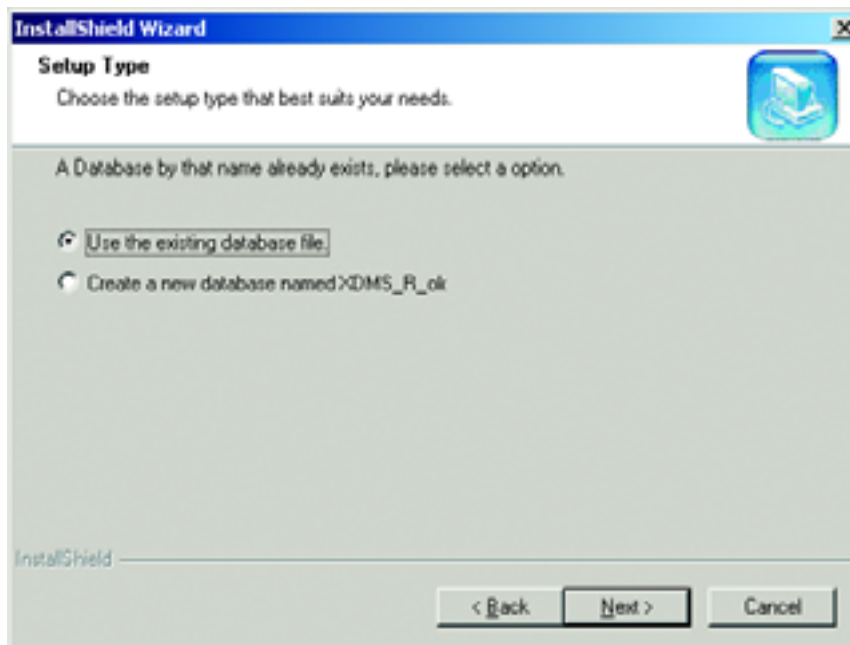 InstallShield Wizard
Setup Type
Choose the setup type that best suits your needs.
A Database by that name already exists, please select a option.
Use the existing database file.
Create a new database named XDMS_R_ok
InstallShield
< Back
Next >
Cancel